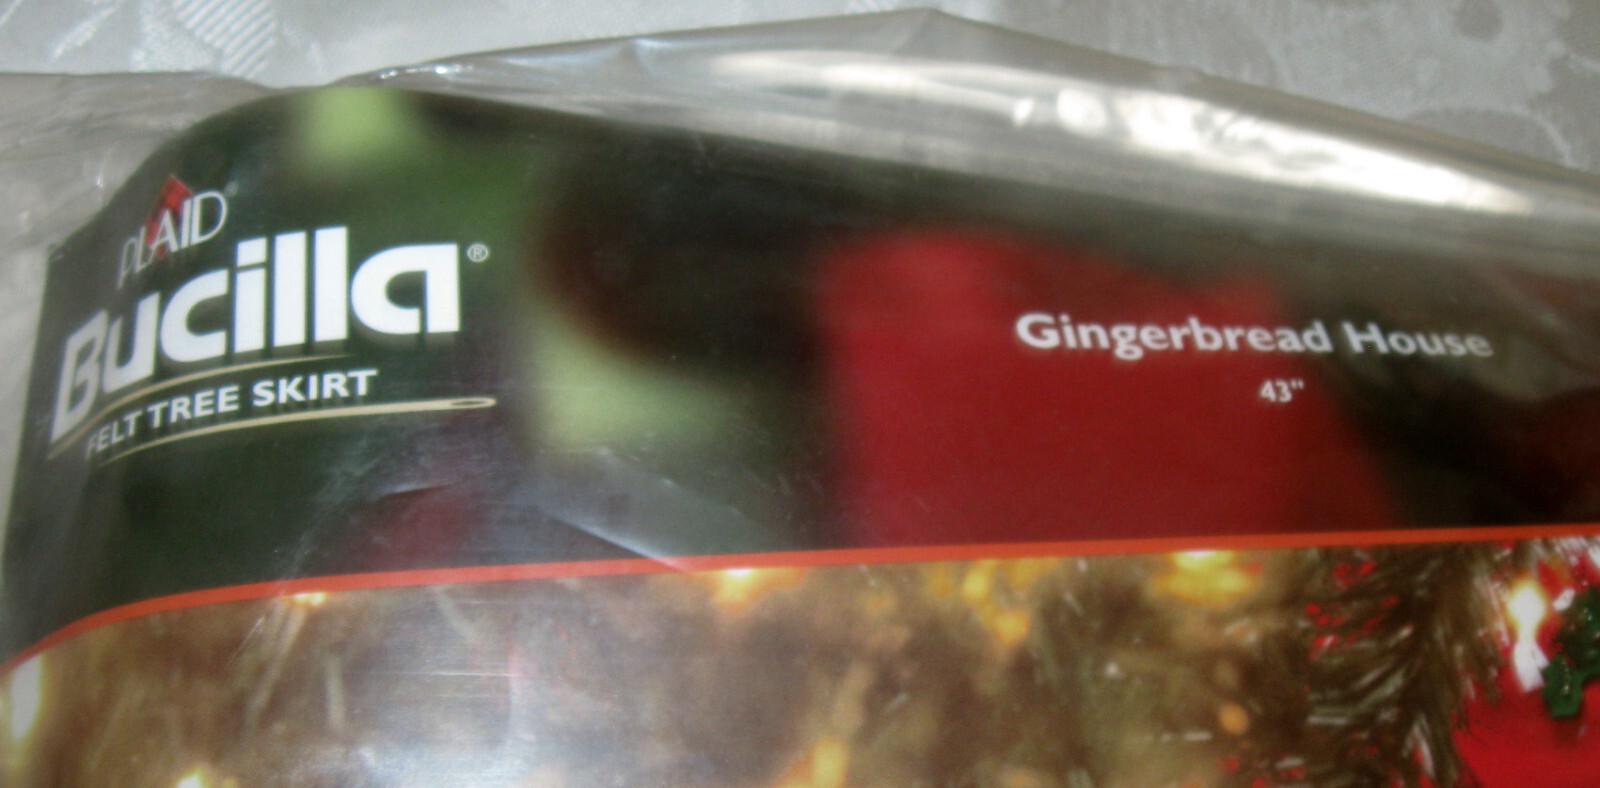 PLAID
Bucilla®
FELT TREE SKIRT
Gingerbread House
43"